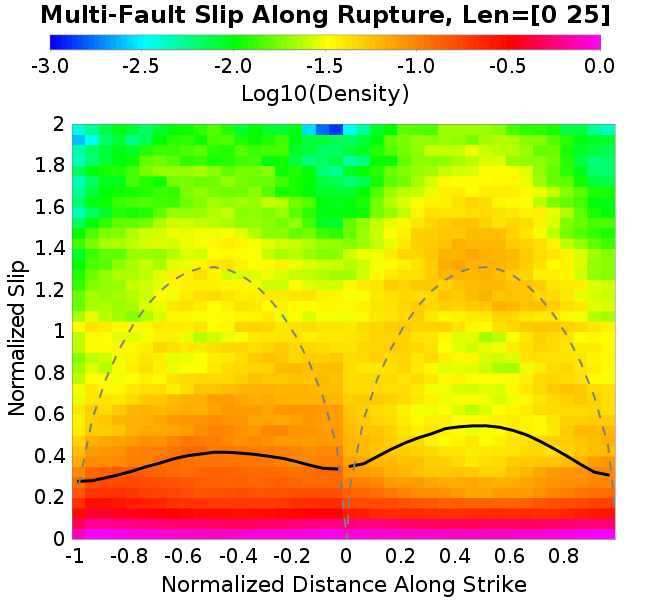 Multi-Fault Slip Along Rupture, Len=[0 25]
-3.0 -2.5 -2.0 -1.5 -1.0 -0.5 0.0
Log10(Density)
2
1.8
1.6
1.4
1.2
1
0.8
0.6
0.4
0.2
0
Normalized Slip
-1 -0.8 -0.6 -0.4 -0.2 0 0.2 0.4 0.6 0.8
Normalized Distance Along Strike